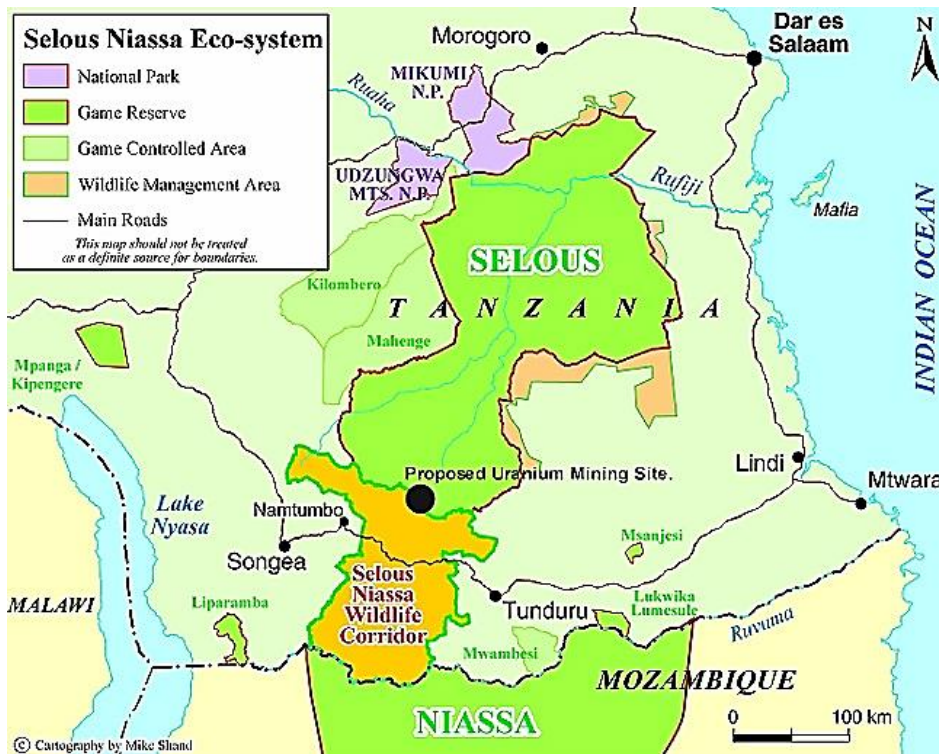 Selous Niassa Eco-system
National Park
Game Reserve
Game Controlled Area
Wildlife Management Area
Main Roads
This map should not be treated
as a definite source for boundaries.
Morogoro
Dar es
Salaam
N
MIKUMI
N.P.
Ruaha
UDZUNGWA
MTS. N.P.
Rufiji
Mafia
INDIAN OCEAN
SELOUS
Kilombero
TANZANIA
Mahenge
Mpanga /
Kipengere
Proposed Uranium Mining Site.
Lindi
Mtwara
Lake
Nyasa
Namtumbo
Songea
Msanjesi
Selous
Niassa
Wildlife
Corridor
MALAWI
Liparamba
Tunduru
Lukwika
Lumesule
Ruvuma
Mwambesi
MOZAMBIQUE
NIASSA
0 100 km
© Cartography by Mike Shand